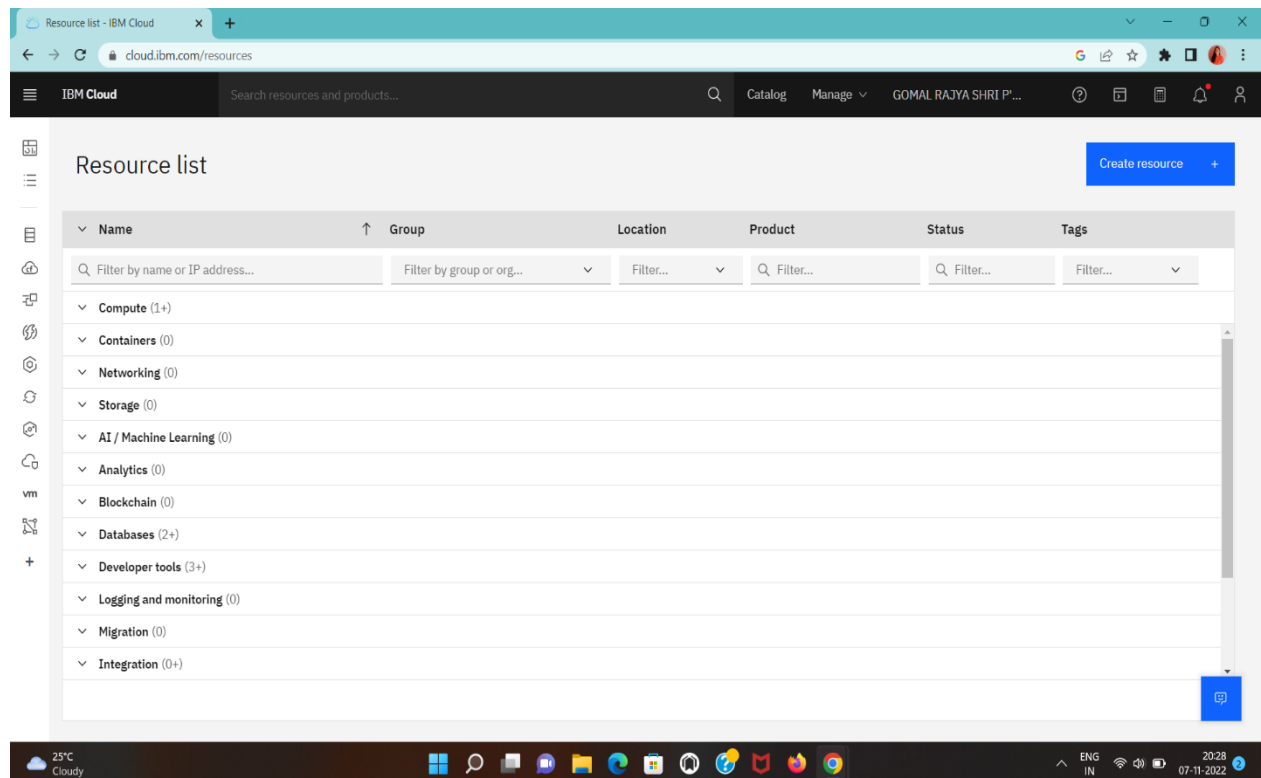 Resource list - IBM Cloud
cloud.ibm.com/resources
IBM Cloud Search resources and products... Catalog Manage GOMAL RAJYA SHRI P'...
Resource list
Create resource +
Name Group Location Product Status Tags
Filter by name or IP address... Filter by group or org... Filter... Filter... Filter... Filter...
Compute (1+)
Containers (0)
Networking (0)
Storage (0)
AI / Machine Learning (0)
Analytics (0)
Blockchain (0)
vm
Databases (2+)
Developer tools (3+)
Logging and monitoring (0)
Migration (0)
Integration (0+)
25°C
Cloudy
ENG
IN
20:28
07-11-2022
2